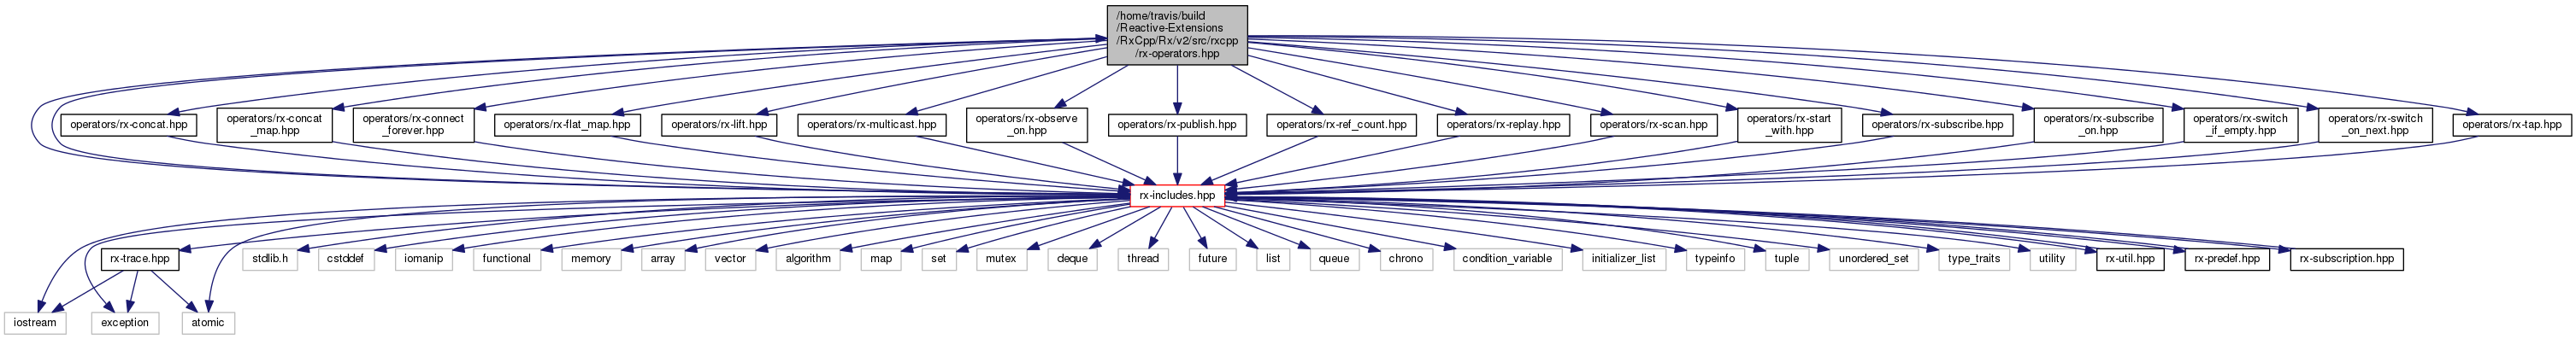 /home/travis/build
/Reactive-Extensions
/RxCpp/Rx/v2/src/rxcpp
/rx-operators.hpp
operators/rx-concat.hpp
operators/rx-concat
_map.hpp
operators/rx-connect
_forever.hpp
operators/rx-flat_map.hpp
operators/rx-lift.hpp
operators/rx-multicast.hpp
operators/rx-observe
_on.hpp
operators/rx-publish.hpp
operators/rx-ref_count.hpp
operators/rx-replay.hpp
operators/rx-scan.hpp
operators/rx-start
_with.hpp
operators/rx-subscribe.hpp
operators/rx-subscribe
_on.hpp
operators/rx-switch
_if_empty.hpp
operators/rx-switch
_on_next.hpp
operators/rx-tap.hpp
rx-includes.hpp
rx-trace.hpp
stdlib.h
cstddef
iomanip
functional
memory
array
vector
algorithm
map
set
mutex
deque
thread
future
list
queue
chrono
condition_variable
initializer_list
typeinfo
tuple
unordered_set
type_traits
utility
rx-util.hpp
rx-predef.hpp
rx-subscription.hpp
iostream
exception
atomic